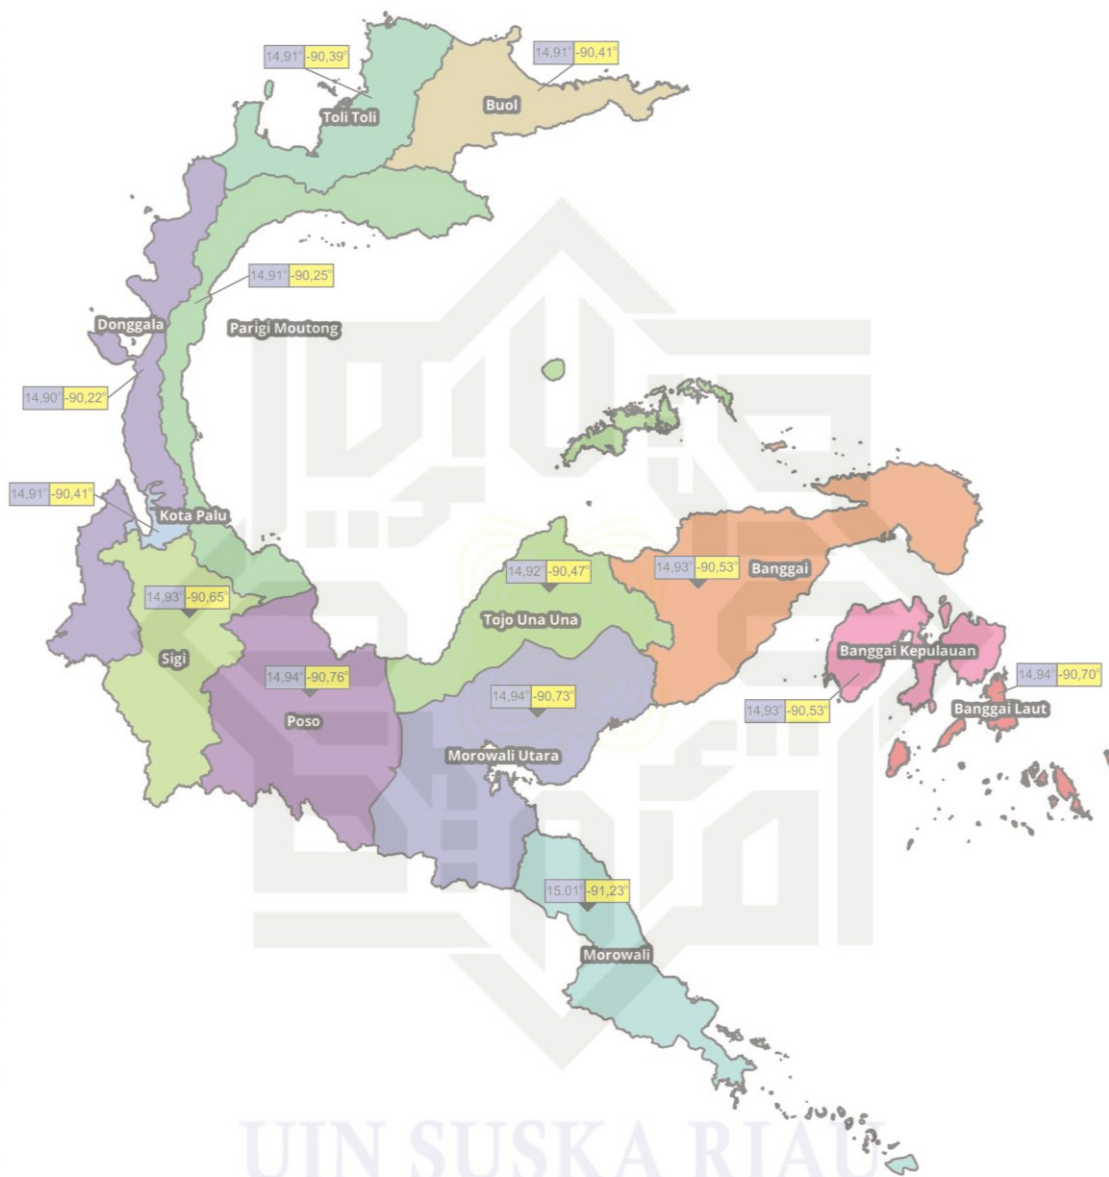 14,91° -90,39°
14,91° -90,41°
Buol
Toli Toli
14,91° -90,25°
Donggala
Parigi Moutong
14,90° -90,22°
14,91° -90,41°
Kota Palu
14,92° -90,47°
14,93° -90,53°
Banggai
14,93° -90,65°
Tojo Una Una
Sigi
Banggai Kepulauan
14,94° -90,76°
14,94° -90,73°
14,94° -90,70°
14,93° -90,53°
Banggai Laut
Poso
Morowali Utara
15,01° -91,23°
Morowali
UIN SUSKA RIAU